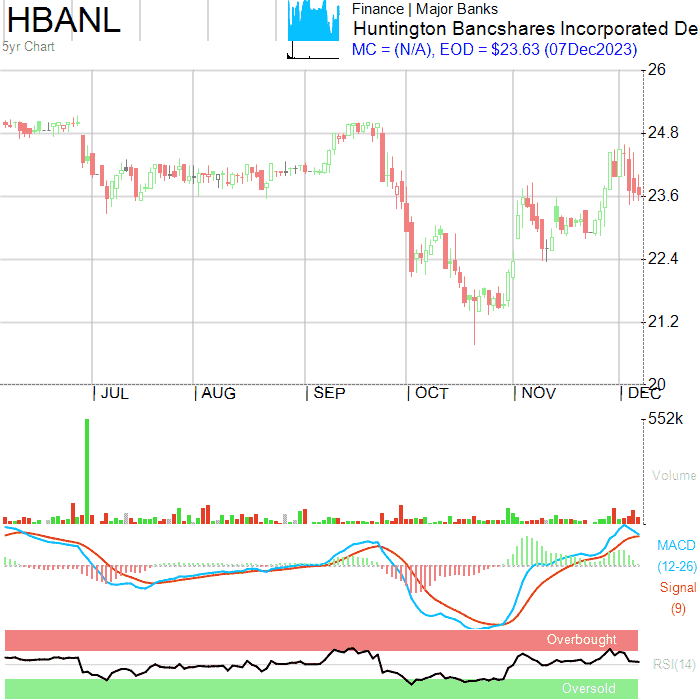 HBANL
5yr Chart
Finance | Major Banks
Huntington Bancshares Incorporated De
MC = (N/A), EOD = $23.63 (07Dec2023)
26
24.8
23.6
22.4
21.2
20
JUL AUG SEP OCT NOV DEC
552k
Volume
MACD
(12-26)
Signal
(9)
Overbought
RSI(14)
Oversold